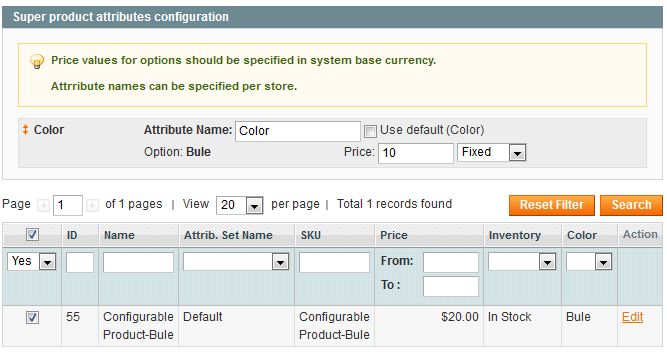 Super product attributes configuration
Price values for options should be specified in system base currency.
Attrribute names can be specified per store.
Color Attribute Name: Color Use default (Color)
Option: Bule Price: 10 Fixed
Page 1 of 1 pages | View 20 per page | Total 1 records found Reset Filter Search
ID Name Attrib. Set Name SKU Price Inventory Color Action
Yes From:
To :
55 Configurable Default Configurable $20.00 In Stock Bule Edit
Product-Bule Product-Bule